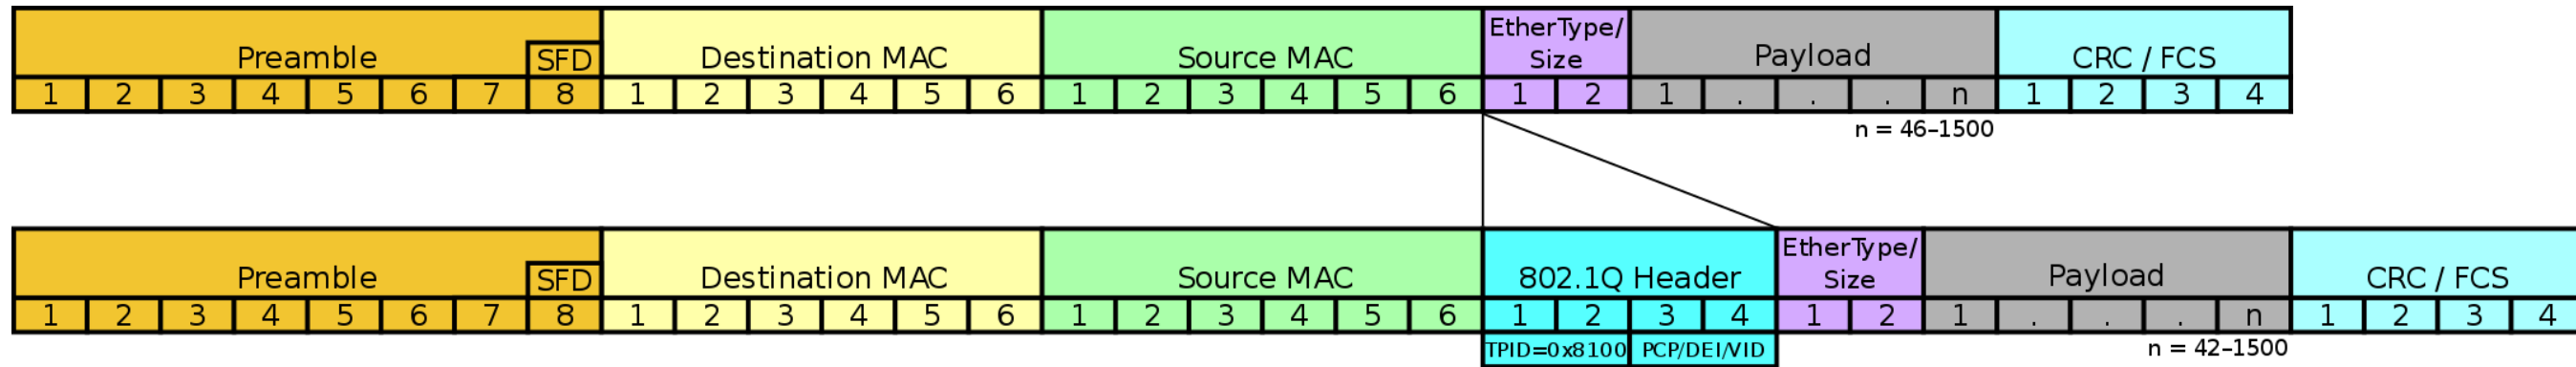 EtherType/
Preamble SFD Destination MAC Source MAC Size Payload CRC / FCS
1 2 3 4 5 6 7 8 1 2 3 4 5 6 1 2 3 4 5 6 1 2 1 . . . n 1 2 3 4
n = 46–1500
EtherType/
Preamble SFD Destination MAC Source MAC 802.1Q Header Size Payload CRC / FCS
1 2 3 4 5 6 7 8 1 2 3 4 5 6 1 2 3 4 5 6 1 2 3 4 1 2 1 . . . n 1 2 3 4
TPID=0x8100 PCP/DEI/VID n = 42–1500